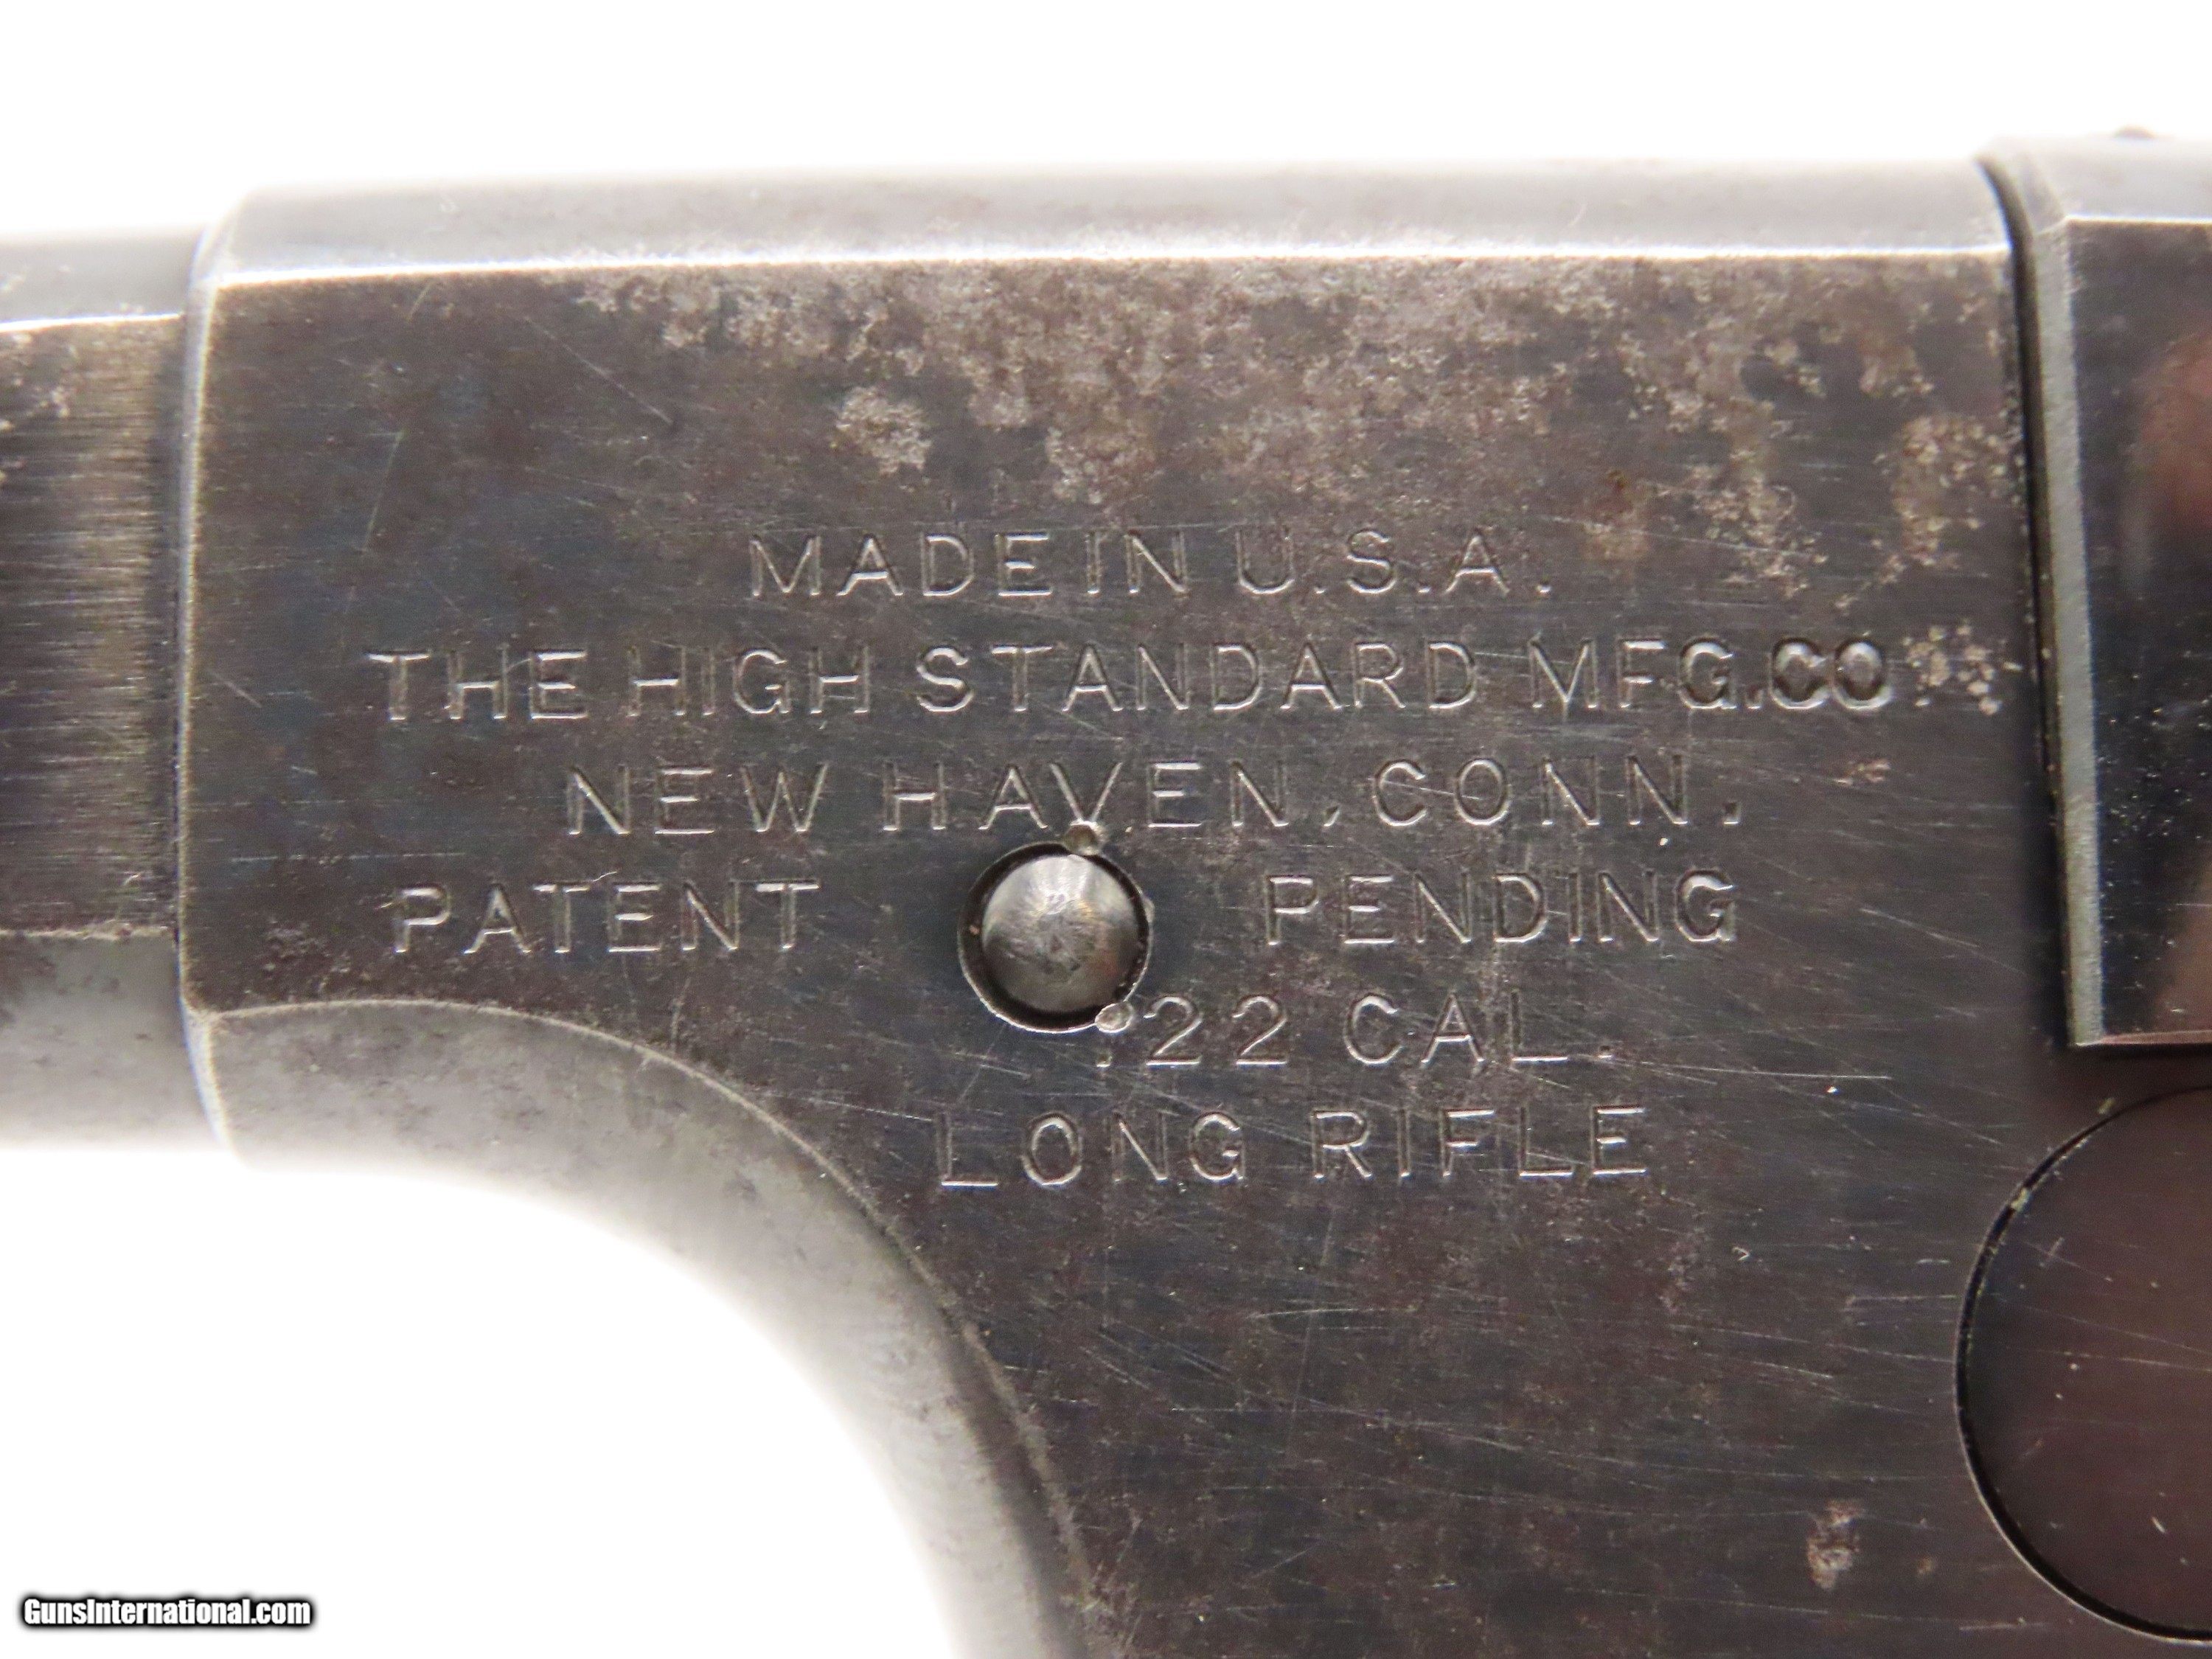 MADE IN U.S.A.
THE HIGH STANDARD MFG.CO
NEW HAVEN, CONN.
PATENT PENDING
.22 CAL.
LONG RIFLE
GunsInternational.com